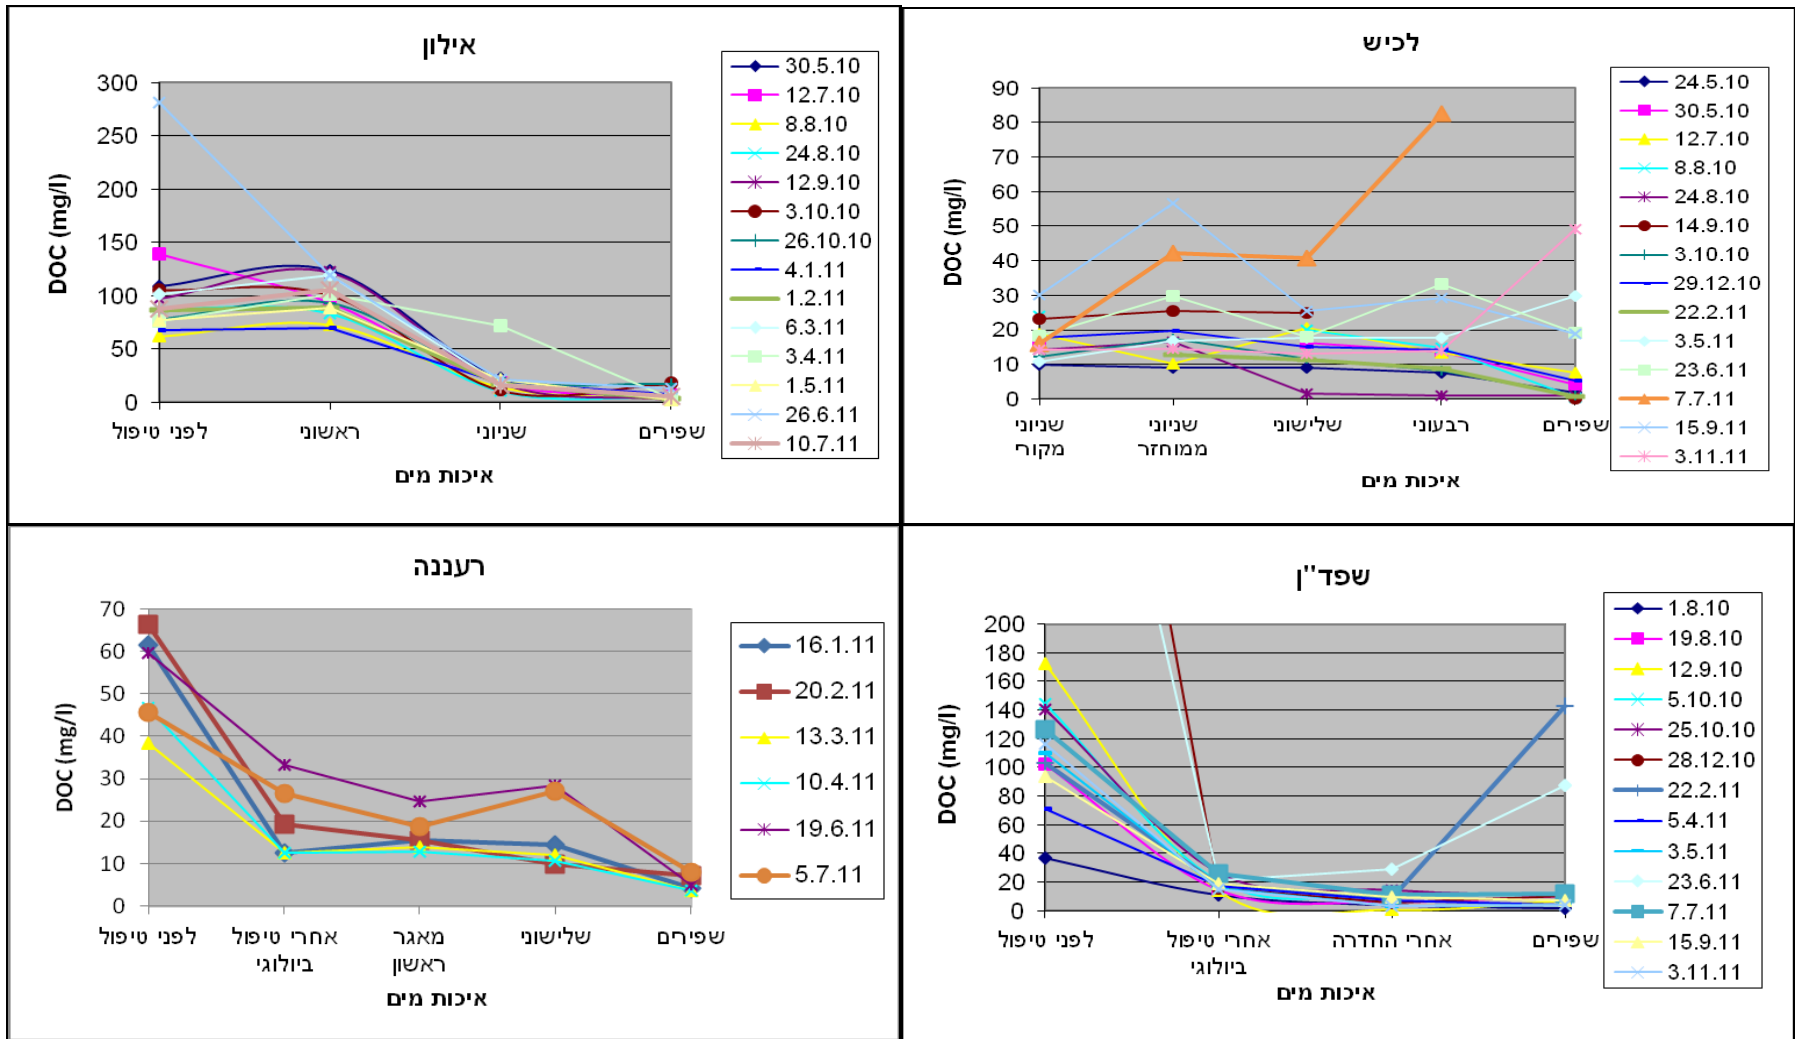 אילון
DOC (mg/l)
300
250
200
150
100
50
0
לפני טיפול
ראשוני
שניוני
שפירים
איכות מים
30.5.10
12.7.10
8.8.10
24.8.10
12.9.10
3.10.10
26.10.10
4.1.11
1.2.11
6.3.11
3.4.11
1.5.11
26.6.11
10.7.11
לכיש
DOC (mg/l)
90
80
70
60
50
40
30
20
10
0
שניוני
מקורי
שניוני
ממוחזר
שלישוני
רבעוני
שפירים
איכות מים
24.5.10
30.5.10
12.7.10
8.8.10
24.8.10
14.9.10
3.10.10
29.12.10
22.2.11
3.5.11
23.6.11
7.7.11
15.9.11
3.11.11
רעננה
DOC (mg/l)
70
60
50
40
30
20
10
0
לפני טיפול
אחרי טיפול
ביולוגי
מאגר
ראשון
שלישוני
שפירים
איכות מים
16.1.11
20.2.11
13.3.11
10.4.11
19.6.11
5.7.11
שפד"ן
DOC (mg/l)
200
180
160
140
120
100
80
60
40
20
0
לפני טיפול
אחרי טיפול
ביולוגי
אחרי החדרה
שפירים
איכות מים
1.8.10
19.8.10
12.9.10
5.10.10
25.10.10
28.12.10
22.2.11
5.4.11
3.5.11
23.6.11
7.7.11
15.9.11
3.11.11